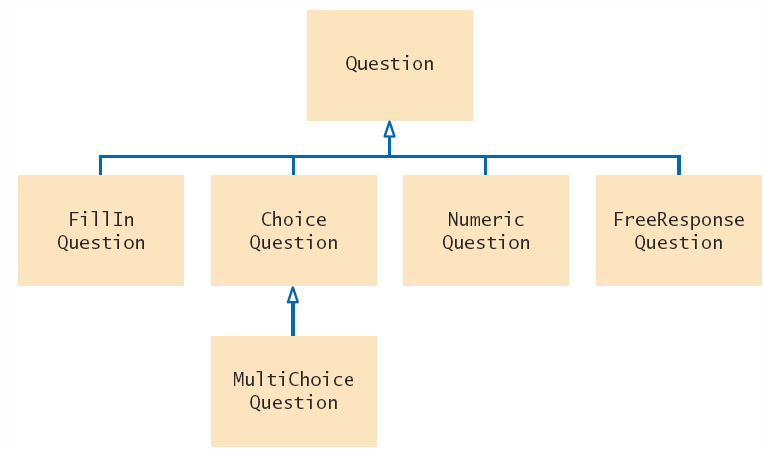 Question
FillIn
Question
Choice
Question
Numeric
Question
FreeResponse
Question
MultiChoice
Question